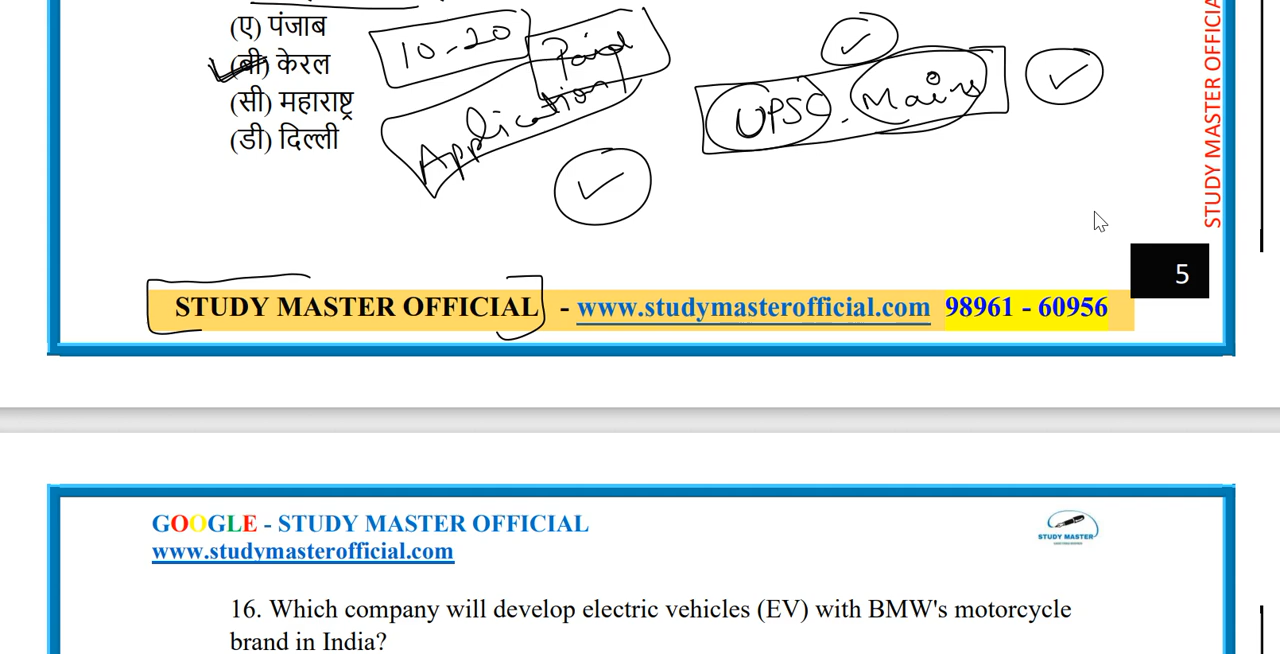 (ए) पंजाब
(बी) केरल
(सी) महाराष्ट्र
(डी) दिल्ली
10-20
Paid
Application
UPSC - Mains
STUDY MASTER OFFICIAL
5
STUDY MASTER OFFICIAL - www.studymasterofficial.com 98961 - 60956
GOOGLE - STUDY MASTER OFFICIAL
www.studymasterofficial.com
STUDY MASTER
16. Which company will develop electric vehicles (EV) with BMW's motorcycle
brand in India?